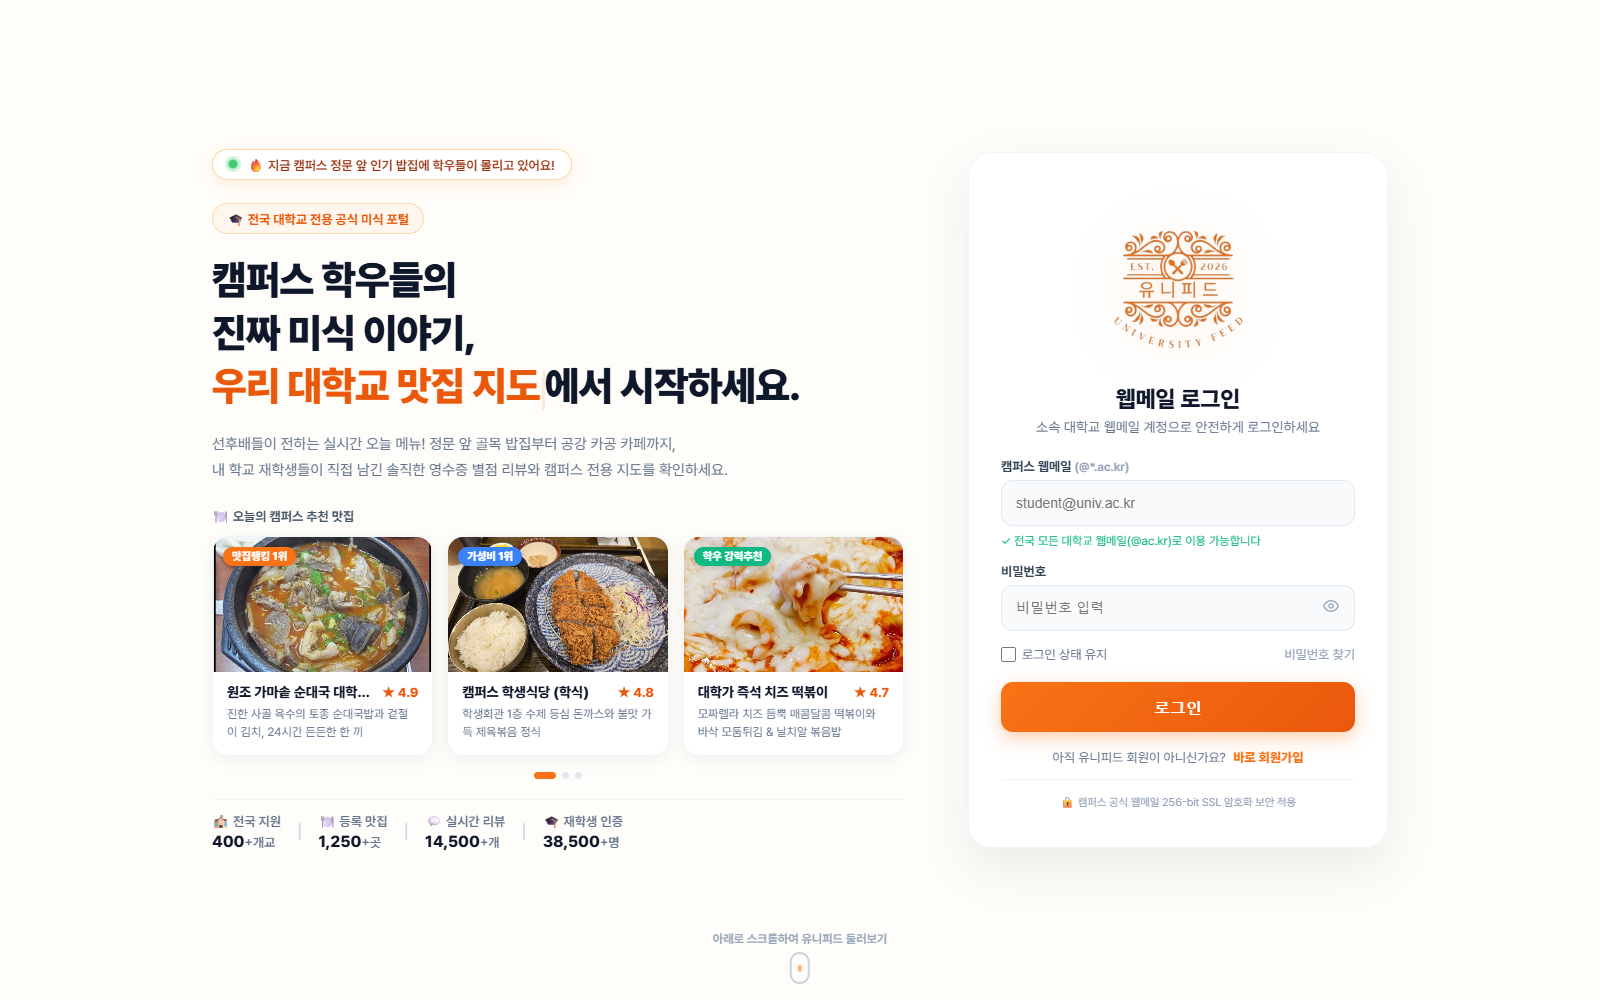 지금 캠퍼스 정문 앞 인기 밥집에 학우들이 몰리고 있어요!
전국 대학교 전용 공식 미식 포털
캠퍼스 학우들의
진짜 미식 이야기,
우리 대학교 맛집 지도에서 시작하세요.
선후배들이 전하는 실시간 오늘 메뉴! 정문 앞 골목 밥집부터 공강 카공 카페까지,
내 학교 재학생들이 직접 남긴 솔직한 영수증 별점 리뷰와 캠퍼스 전용 지도를 확인하세요.
오늘의 캠퍼스 추천 맛집
맛집랭킹 1위
원조 가마솥 순대국 대학... ★ 4.9
진한 사골 육수의 토종 순대국밥과 겉절
이 김치, 24시간 든든한 한 끼
가성비 1위
캠퍼스 학생식당 (학식) ★ 4.8
학생회관 1층 수제 등심 돈까스와 불맛 가
득 제육볶음 정식
학우 강력추천
대학가 즉석 치즈 떡볶이 ★ 4.7
모짜렐라 치즈 듬뿍 매콤달콤 떡볶이와
바삭 모둠튀김 & 날치알 볶음밥
전국 지원
400+개교
등록 맛집
1,250+곳
실시간 리뷰
14,500+개
재학생 인증
38,500+명
EST. 2026
유니피드
UNIVERSITY FEED
웹메일 로그인
소속 대학교 웹메일 계정으로 안전하게 로그인하세요
캠퍼스 웹메일 (@*.ac.kr)
student@univ.ac.kr
✓ 전국 모든 대학교 웹메일(@ac.kr)로 이용 가능합니다
비밀번호
비밀번호 입력
로그인 상태 유지 비밀번호 찾기
로그인
아직 유니피드 회원이 아니신가요? 바로 회원가입
캠퍼스 공식 웹메일 256-bit SSL 암호화 보안 적용
아래로 스크롤하여 유니피드 둘러보기